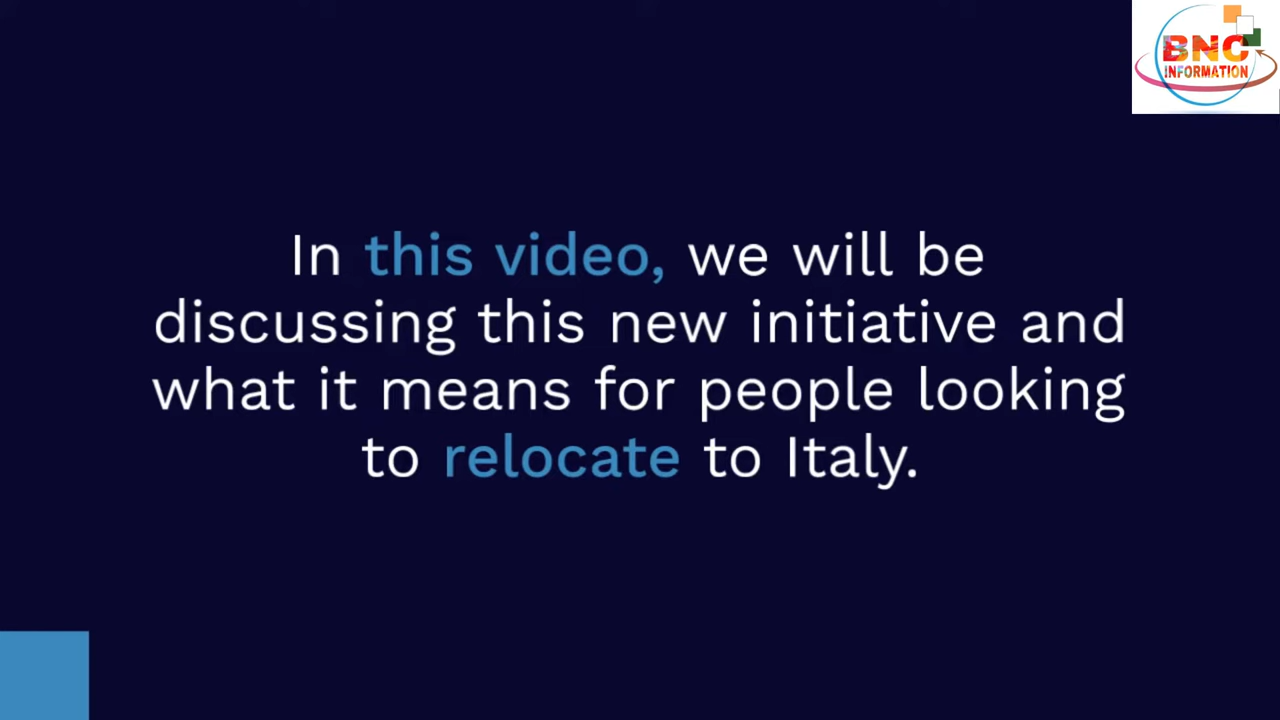 BNC
INFORMATION
In this video, we will be
discussing this new initiative and
what it means for people looking
to relocate to Italy.